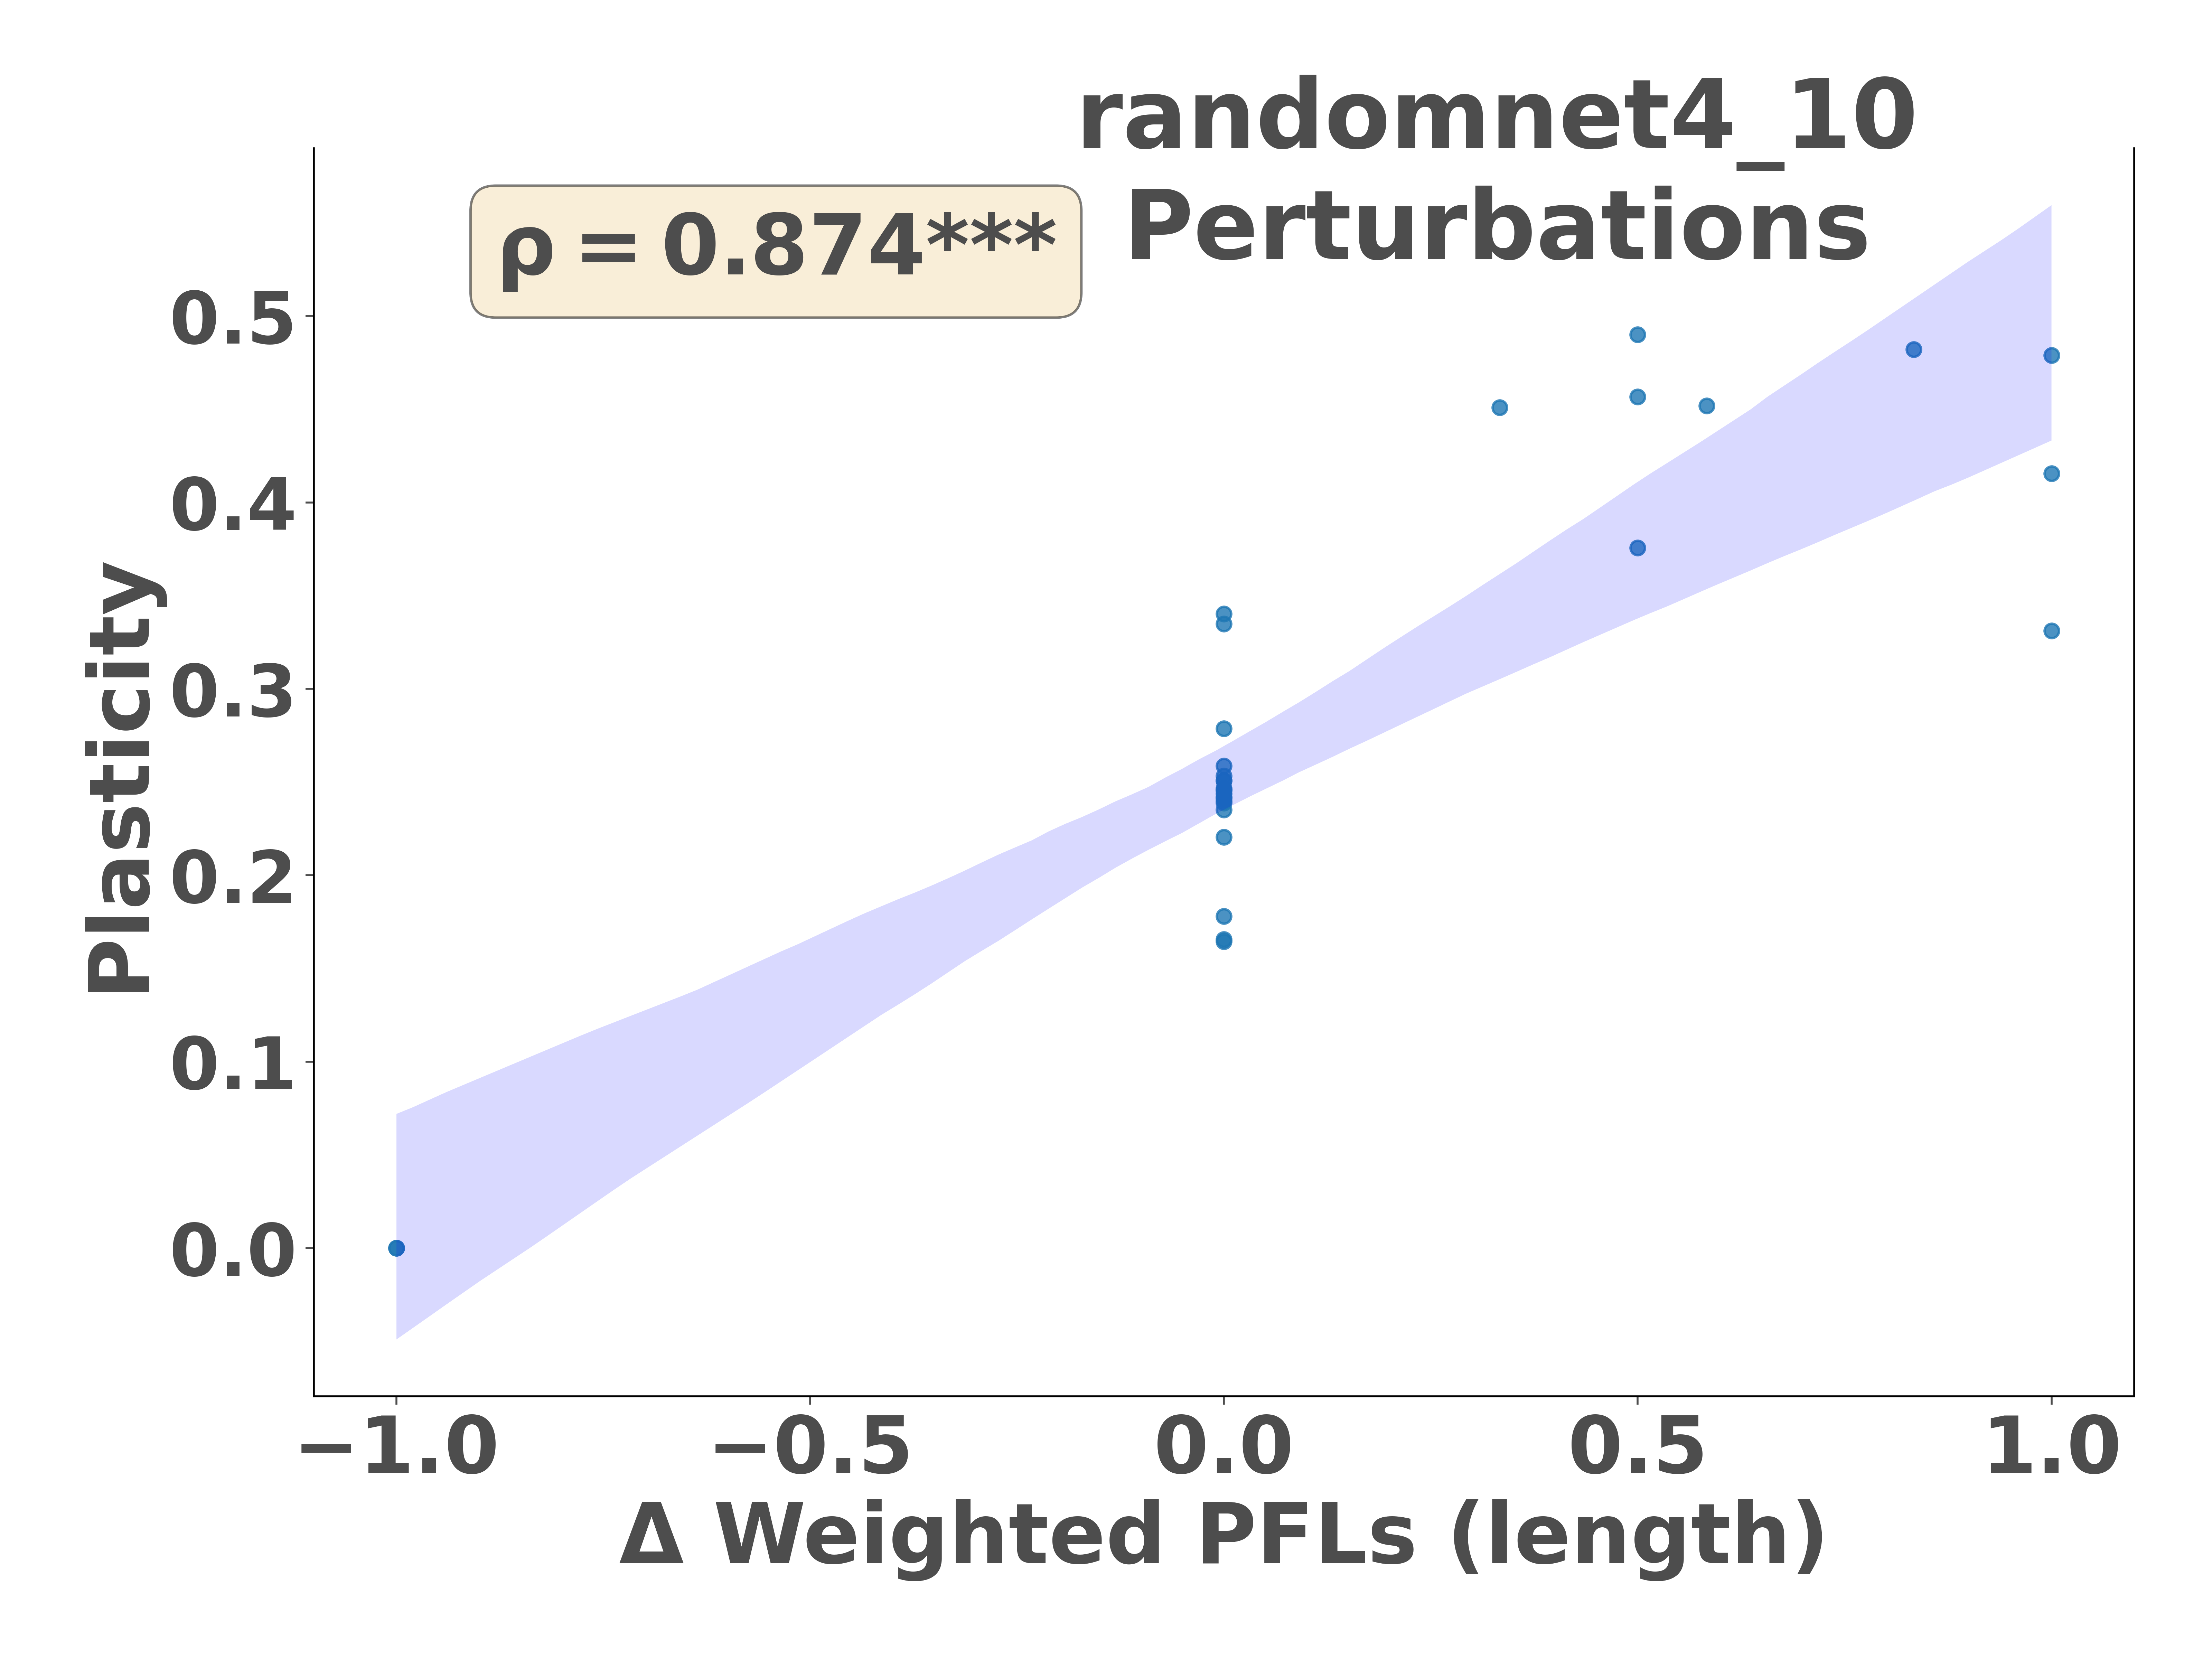 randomnet4_10
Perturbations
ρ = 0.874***
Plasticity
0.5
0.4
0.3
0.2
0.1
0.0
−1.0 −0.5 0.0 0.5 1.0
Δ Weighted PFLs (length)